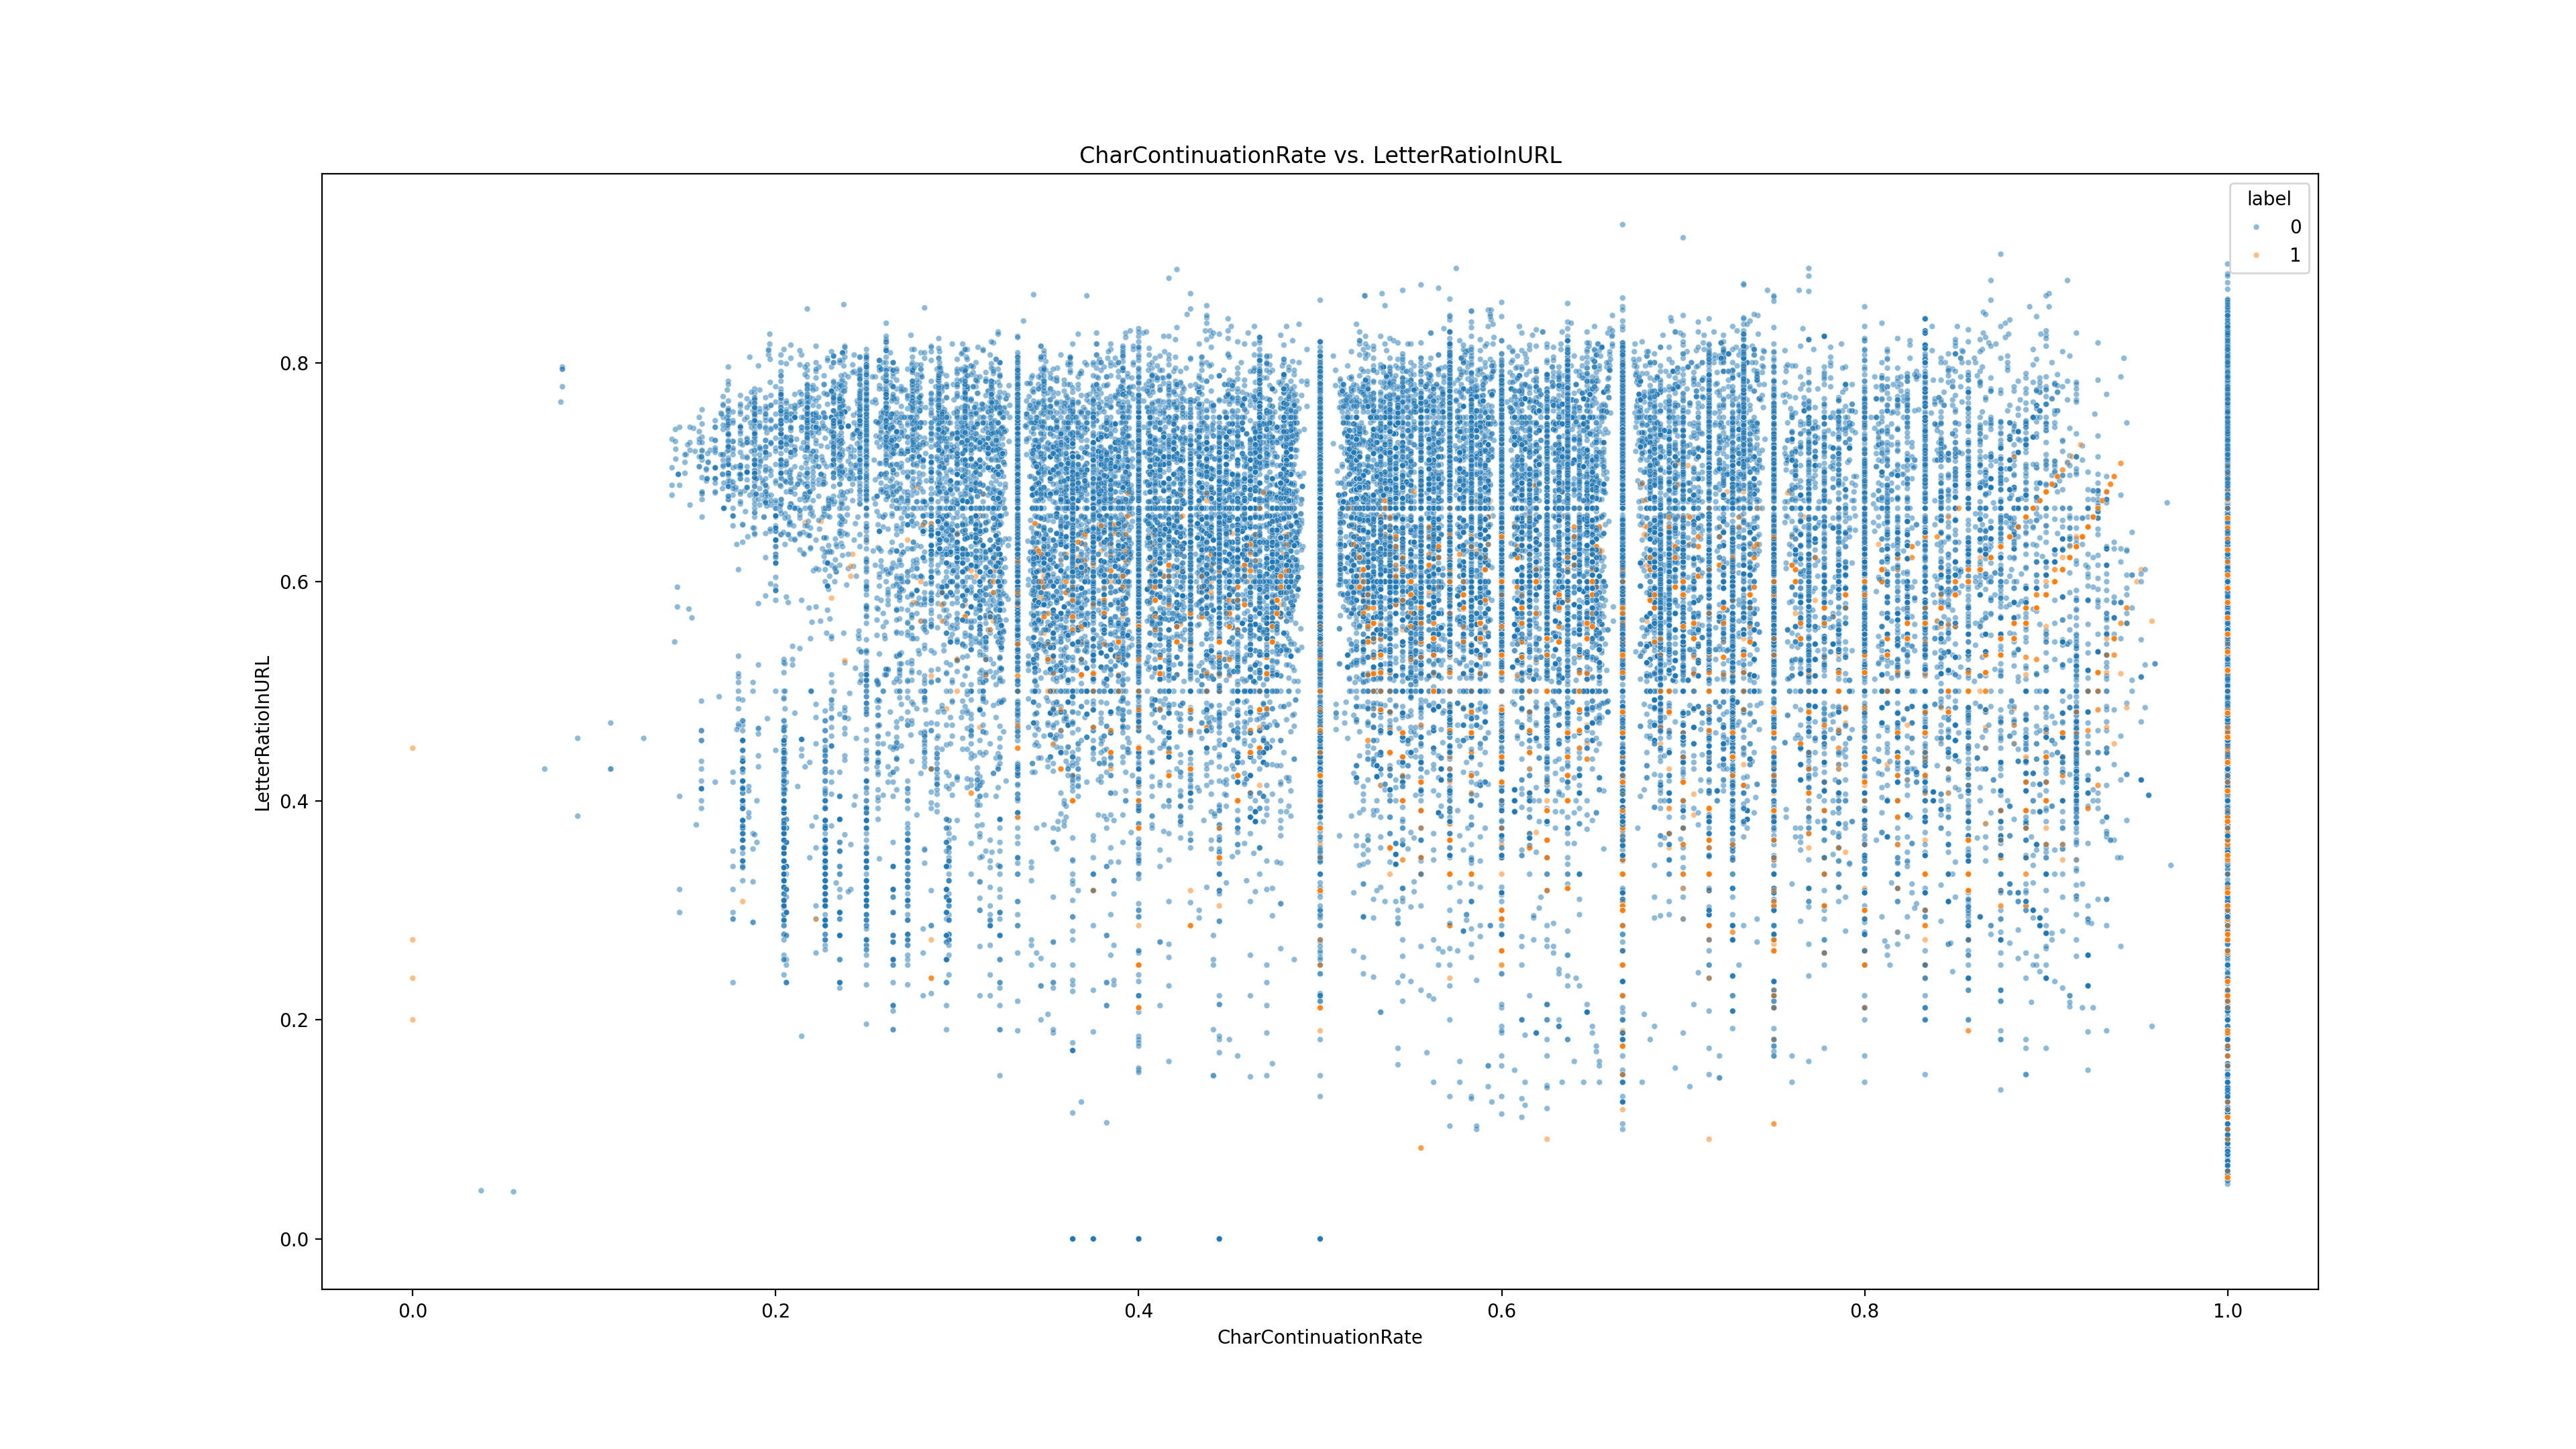 CharContinuationRate vs. LetterRatioInURL
label
0
1
LetterRatioInURL
0.8
0.6
0.4
0.2
0.0
0.0 0.2 0.4 0.6 0.8 1.0
CharContinuationRate